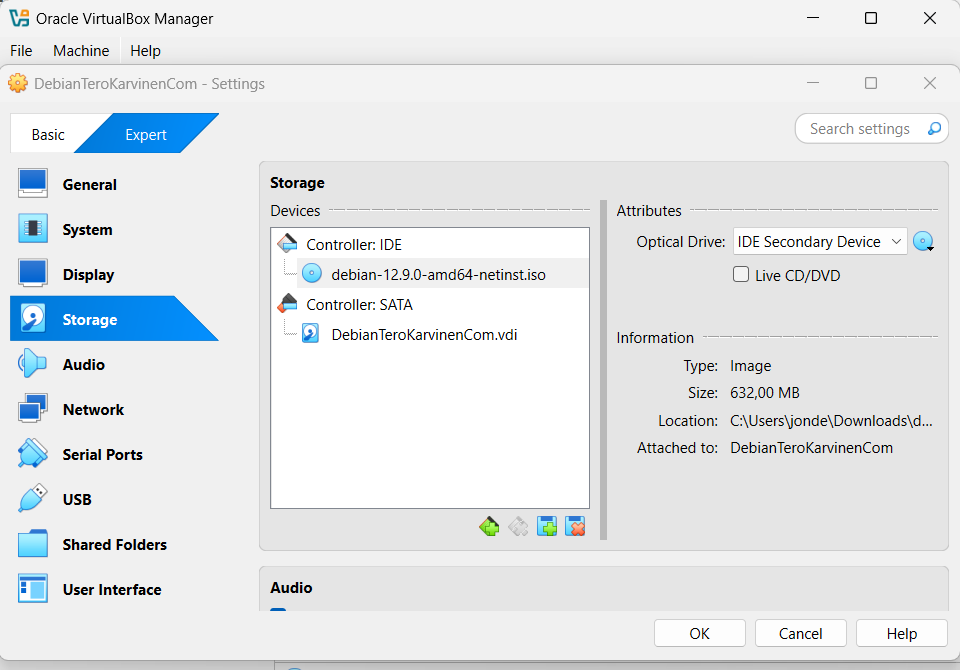 Oracle VirtualBox Manager
File Machine Help
DebianTeroKarvinenCom - Settings
Basic Expert
Search settings
General
System
Display
Storage
Audio
Network
Serial Ports
USB
Shared Folders
User Interface
Storage
Devices
Controller: IDE
debian-12.9.0-amd64-netinst.iso
Controller: SATA
DebianTeroKarvinenCom.vdi
Attributes
Optical Drive: IDE Secondary Device
Live CD/DVD
Information
Type: Image
Size: 632,00 MB
Location: C:\Users\jonde\Downloads\d...
Attached to: DebianTeroKarvinenCom
Audio
OK Cancel Help